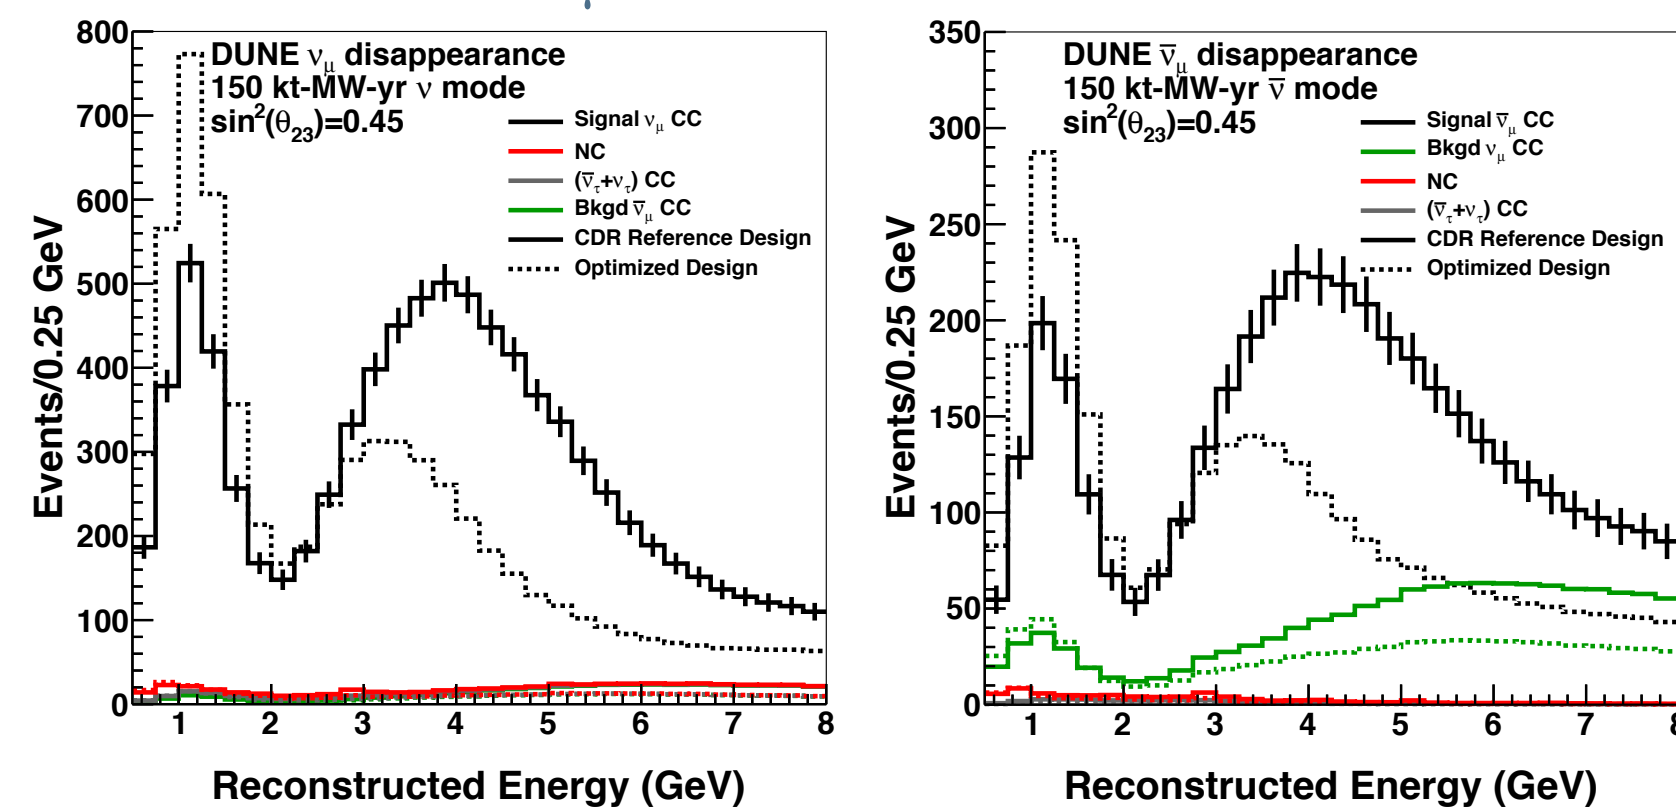 DUNE νμ disappearance
150 kt-MW-yr ν mode
sin²(θ₂₃)=0.45
Signal νμ CC
NC
(ν̅τ+ντ) CC
Bkgd ν̅μ CC
CDR Reference Design
Optimized Design
Events/0.25 GeV
800
700
600
500
400
300
200
100
0
1 2 3 4 5 6 7 8
Reconstructed Energy (GeV)
DUNE ν̅μ disappearance
150 kt-MW-yr ν̅ mode
sin²(θ₂₃)=0.45
Signal ν̅μ CC
Bkgd νμ CC
NC
(ν̅τ+ντ) CC
CDR Reference Design
Optimized Design
Events/0.25 GeV
350
300
250
200
150
100
50
0
1 2 3 4 5 6 7 8
Reconstructed Energy (GeV)